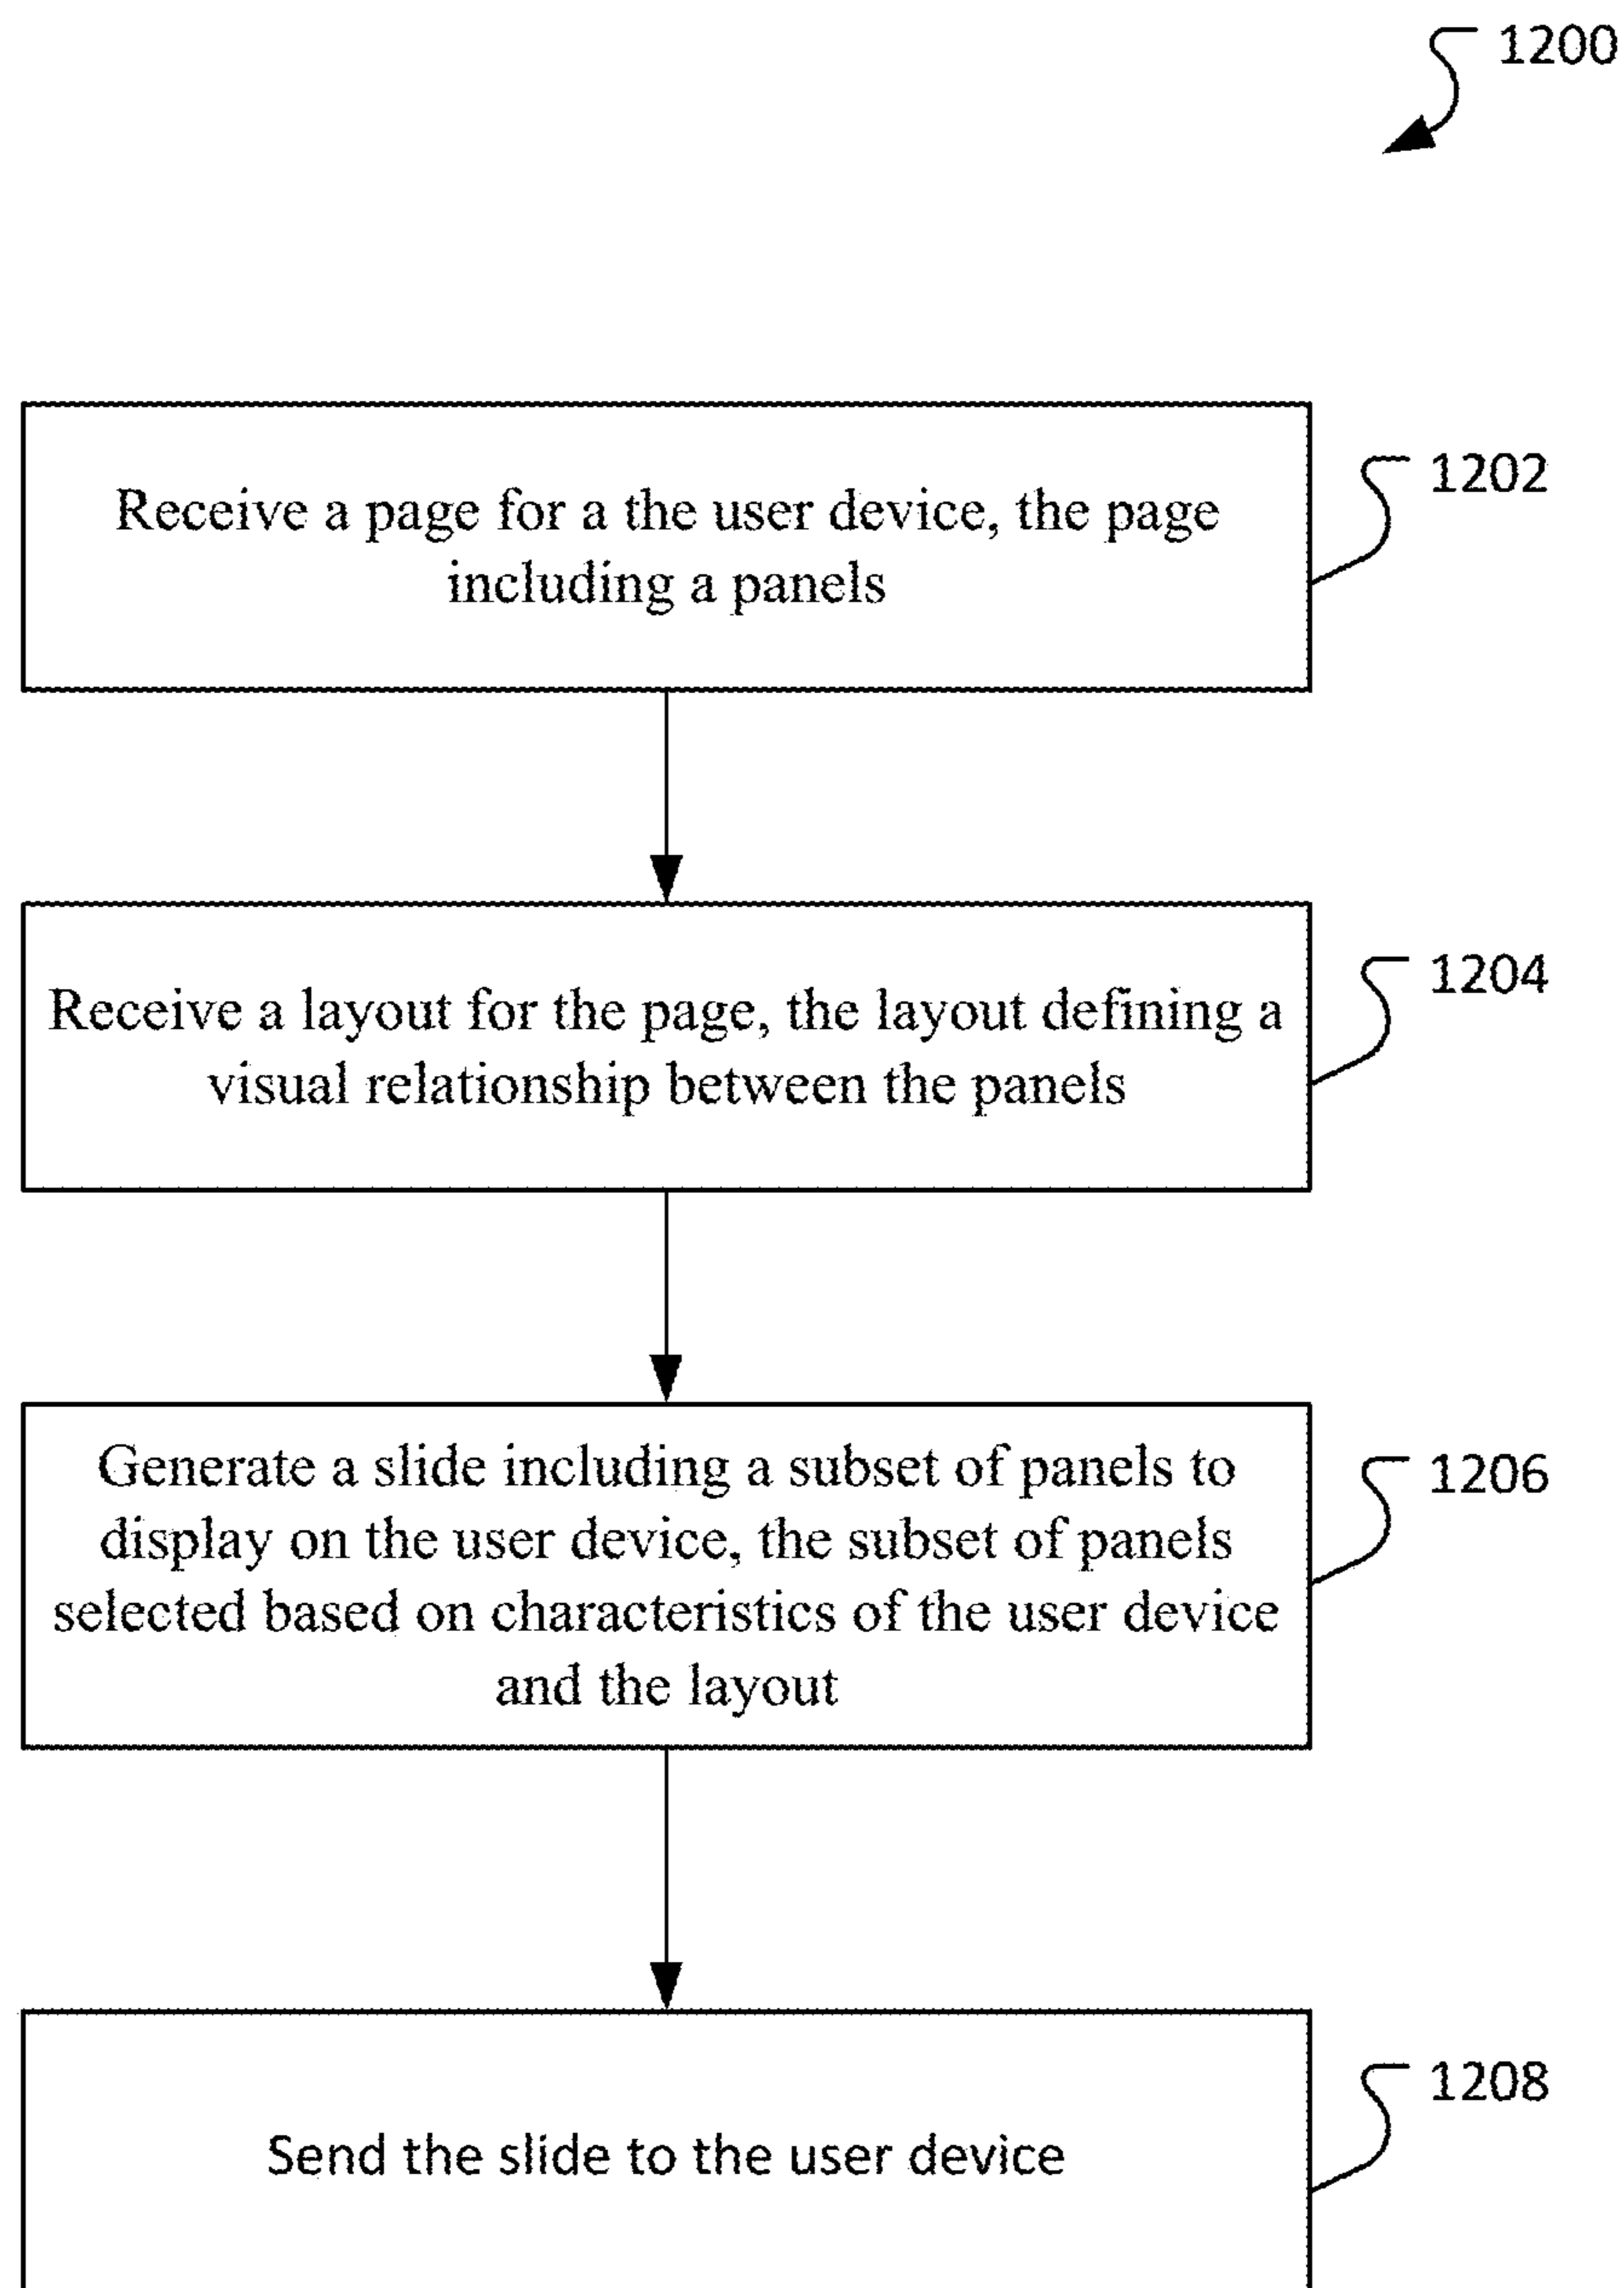 1200
Receive a page for a the user device, the page
including a panels
1202
Receive a layout for the page, the layout defining a
visual relationship between the panels
1204
Generate a slide including a subset of panels to
display on the user device, the subset of panels
selected based on characteristics of the user device
and the layout
1206
Send the slide to the user device
1208